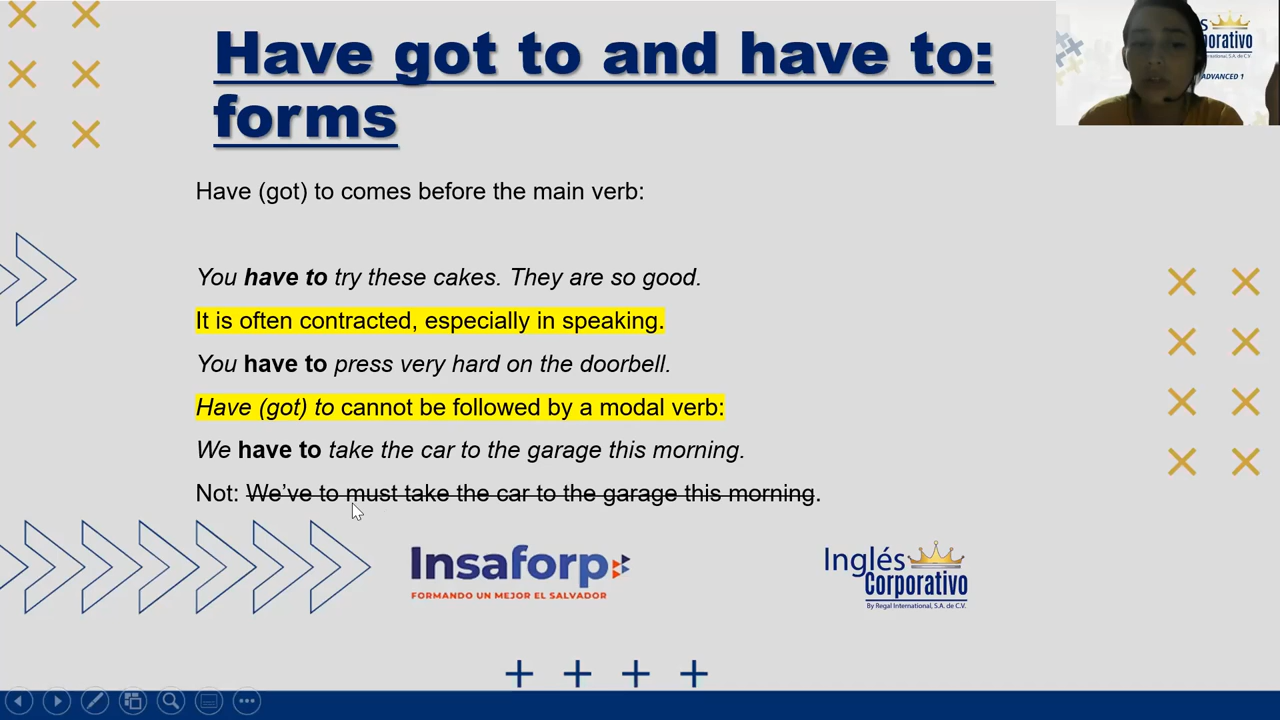 Have got to and have to:
forms
Have (got) to comes before the main verb:
You have to try these cakes. They are so good.
It is often contracted, especially in speaking.
You have to press very hard on the doorbell.
Have (got) to cannot be followed by a modal verb:
We have to take the car to the garage this morning.
Not: We’ve to must take the car to the garage this morning.
Insaforp
FORMANDO UN MEJOR EL SALVADOR
Inglés
Corporativo
By Regal International, S.A. de C.V.
ADVANCED 1